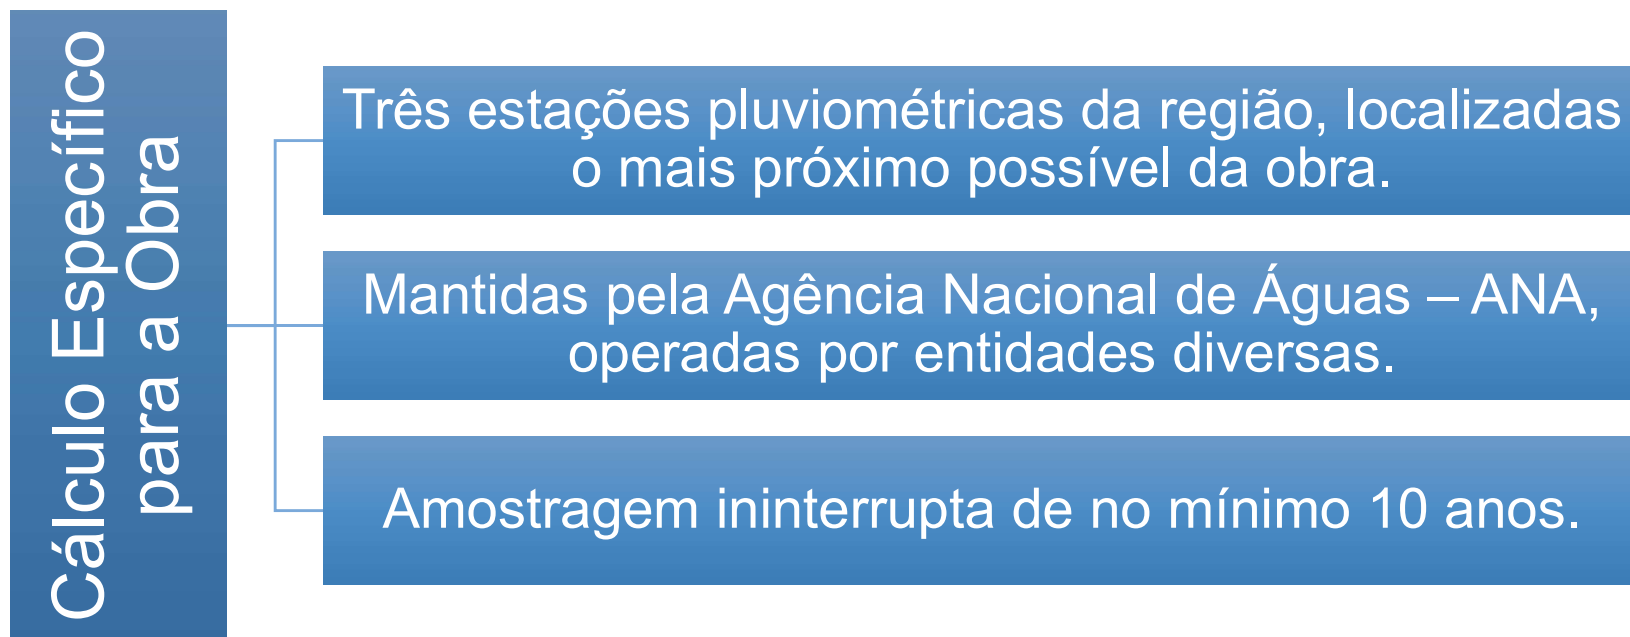 Cálculo Específico
para a Obra
Três estações pluviométricas da região, localizadas
o mais próximo possível da obra.
Mantidas pela Agência Nacional de Águas – ANA,
operadas por entidades diversas.
Amostragem ininterrupta de no mínimo 10 anos.